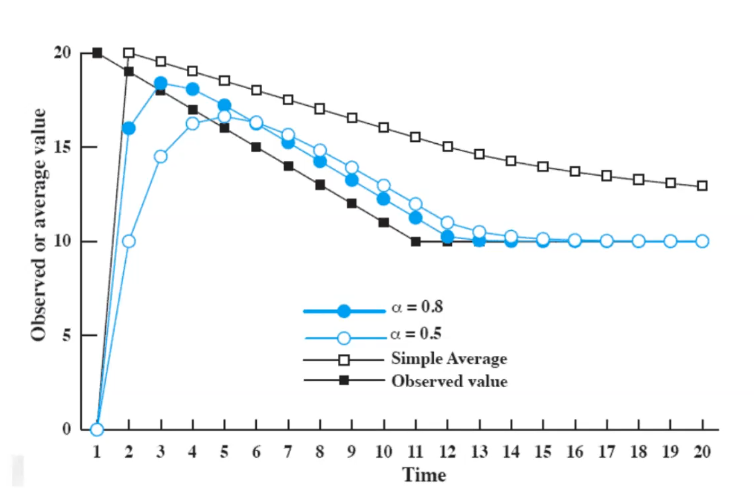 Observed or average value
20
15
10
5
0
α = 0.8
α = 0.5
Simple Average
Observed value
1 2 3 4 5 6 7 8 9 10 11 12 13 14 15 16 17 18 19 20
Time